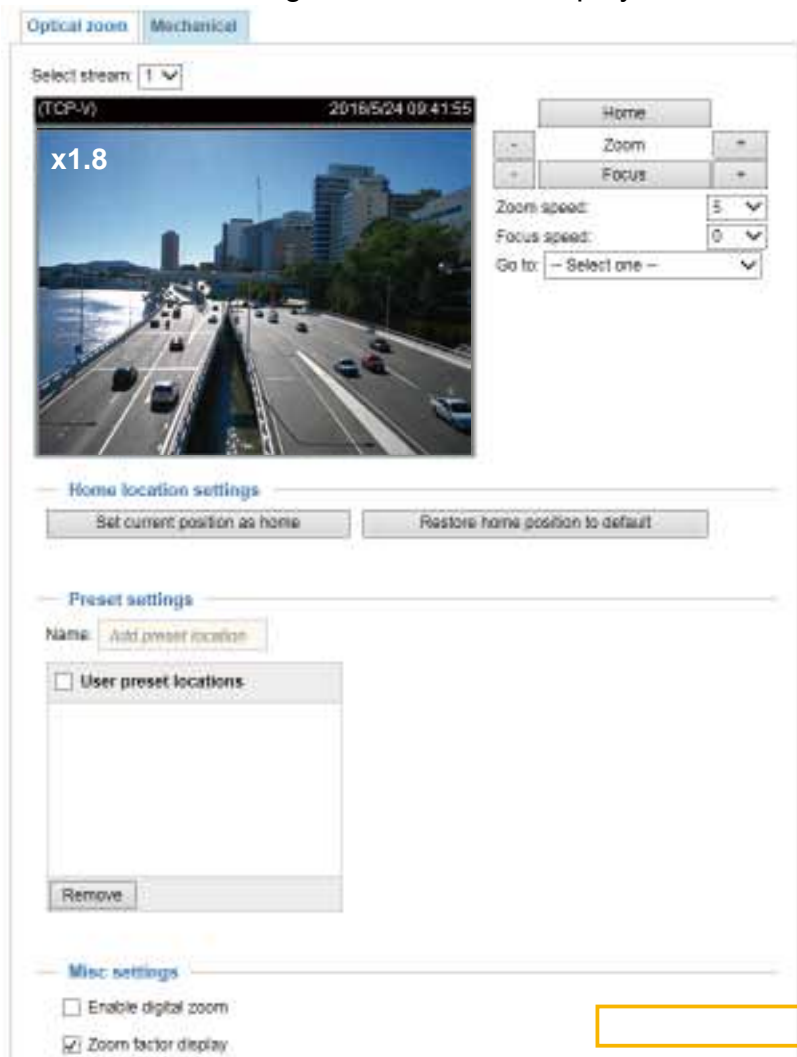 Optical zoom Mechanical
Select stream: 1
(TCP-V) 2016/5/24 09:41:55
x1.8
Home
- Zoom +
- Focus +
Zoom speed: 5
Focus speed: 0
Go to: -- Select one --
Home location settings
Set current position as home Restore home position to default
Preset settings
Name: Add preset location
User preset locations
Remove
Misc settings
Enable digital zoom
Zoom factor display